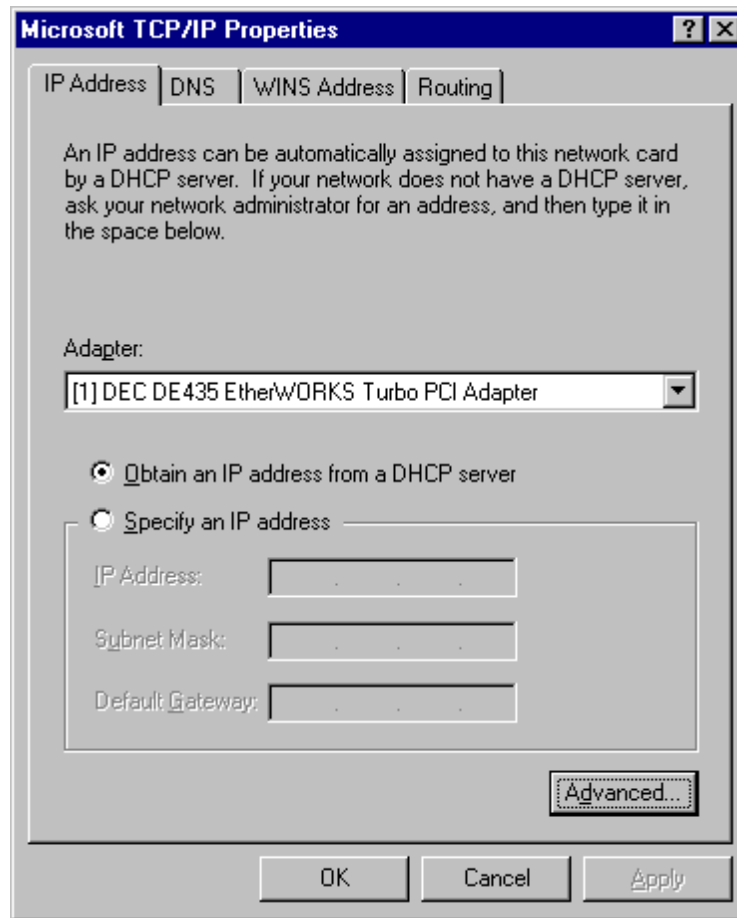 Microsoft TCP/IP Properties
IP Address DNS WINS Address Routing
An IP address can be automatically assigned to this network card
by a DHCP server. If your network does not have a DHCP server,
ask your network administrator for an address, and then type it in
the space below.
Adapter:
[1] DEC DE435 EtherWORKS Turbo PCI Adapter
Obtain an IP address from a DHCP server
Specify an IP address
IP Address:
Subnet Mask:
Default Gateway:
Advanced...
OK Cancel Apply